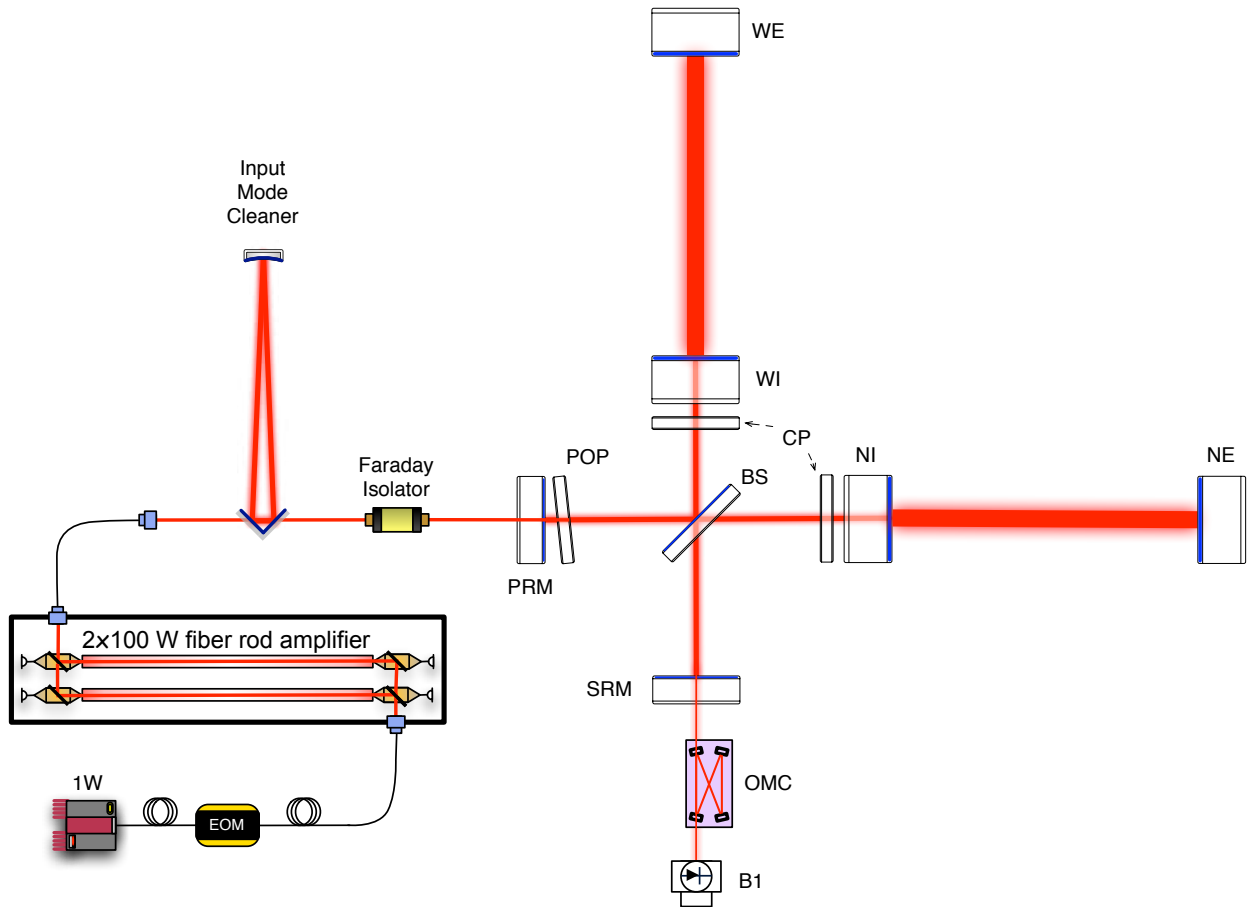 WE
Input
Mode
Cleaner
WI
CP
Faraday
Isolator
POP
BS
NI
NE
PRM
2×100 W fiber rod amplifier
SRM
1W
EOM
OMC
B1